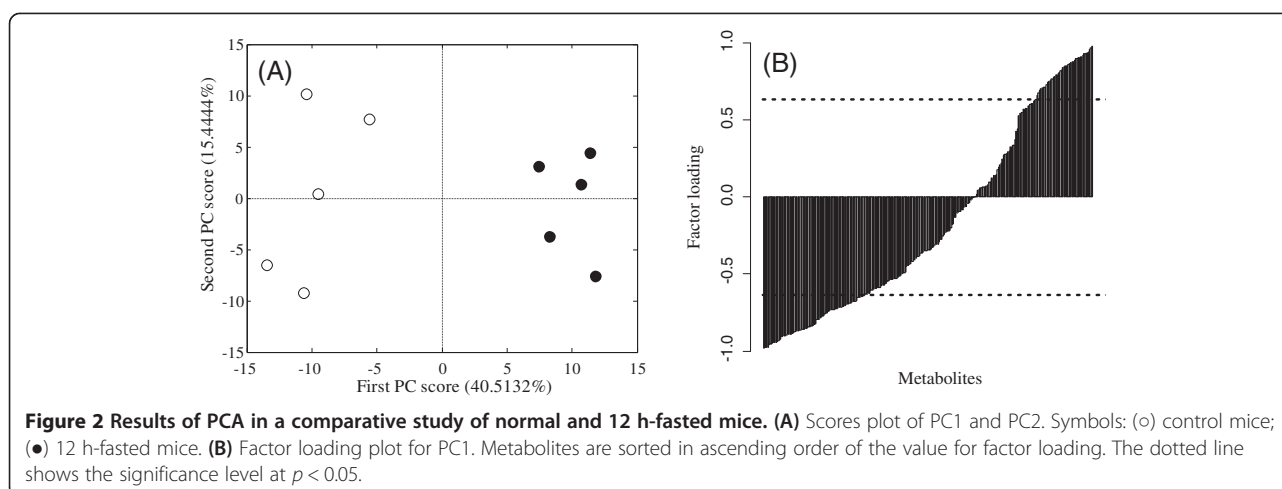 (A)
Second PC score (15.4444%)
15
10
5
0
-5
-10
-15
-15
-10
-5
0
5
10
15
First PC score (40.5132%)
(B)
Factor loading
1.0
0.5
0.0
-0.5
-1.0
Metabolites
Figure 2 Results of PCA in a comparative study of normal and 12 h-fasted mice. (A) Scores plot of PC1 and PC2. Symbols: (○) control mice;
(●) 12 h-fasted mice. (B) Factor loading plot for PC1. Metabolites are sorted in ascending order of the value for factor loading. The dotted line
shows the significance level at p < 0.05.